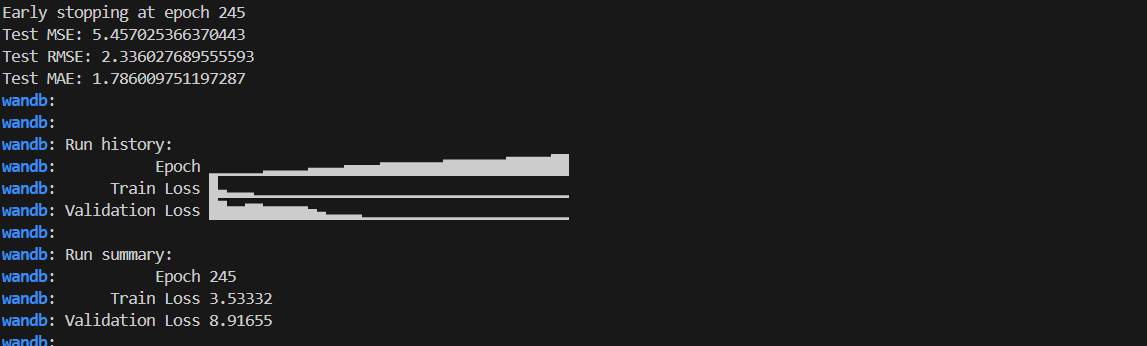 Early stopping at epoch 245
Test MSE: 5.457025366370443
Test RMSE: 2.336027689555593
Test MAE: 1.786009751197287
wandb:
wandb:
wandb: Run history:
wandb: Epoch
wandb: Train Loss
wandb: Validation Loss
wandb:
wandb: Run summary:
wandb: Epoch 245
wandb: Train Loss 3.53332
wandb: Validation Loss 8.91655
wandb: